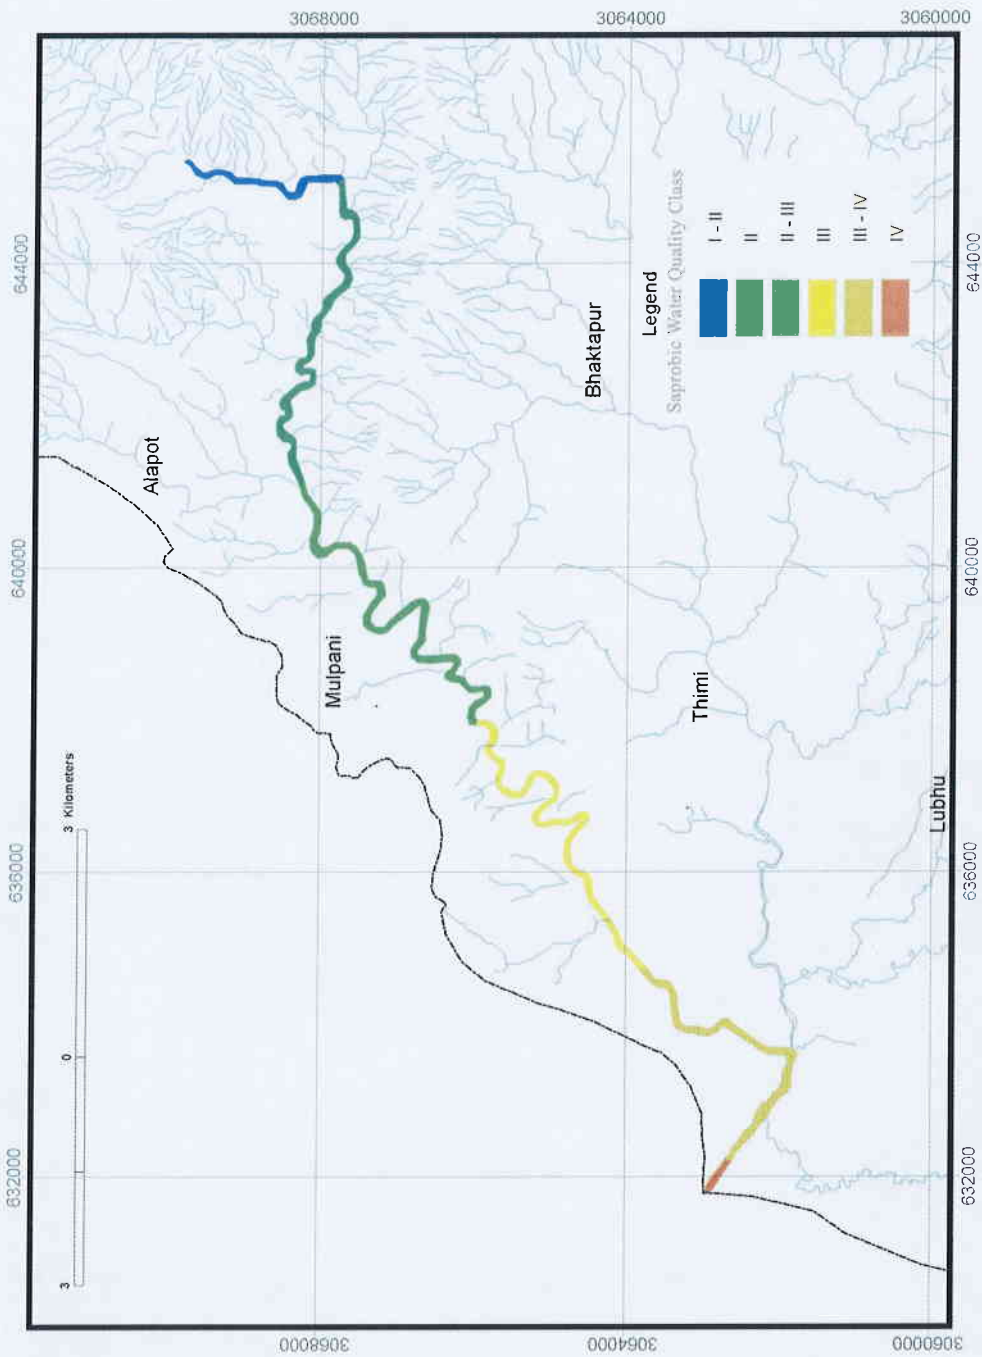 3068000
3064000
3060000
644000
640000
636000
632000
3 Kilometers
0
3
Alapot
Mulpani
Bhaktapur
Thimi
Lubhu
Legend
Saprobic Water Quality Class
I - II
II
II - III
III
III - IV
IV
644000
640000
636000
632000
3068000
3064000
3060000